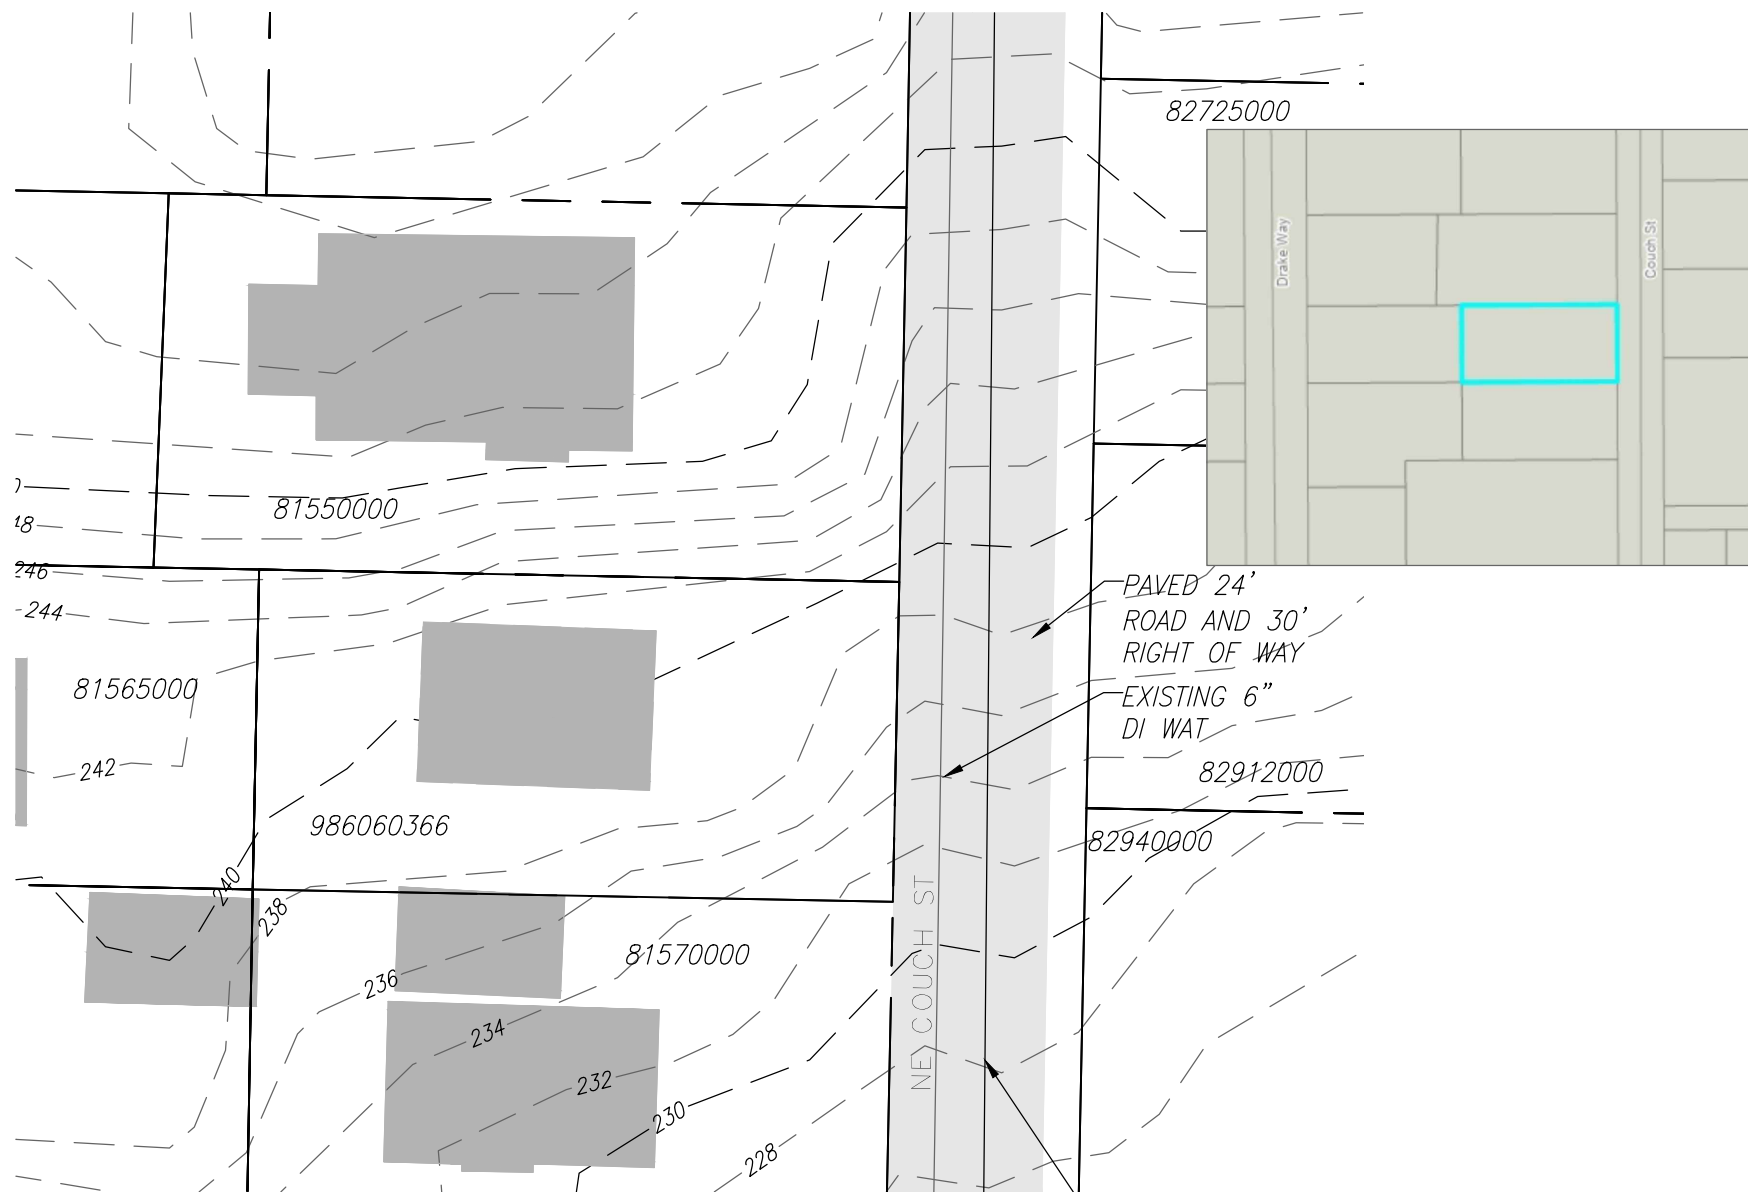 82725000
Drake Way
Couch St
81550000
18
246
244
PAVED 24'
ROAD AND 30'
RIGHT OF WAY
81565000
EXISTING 6"
DI WAT
242
82912000
986060366
82940000
240
238
NE COUCH ST
81570000
236
234
232
230
228